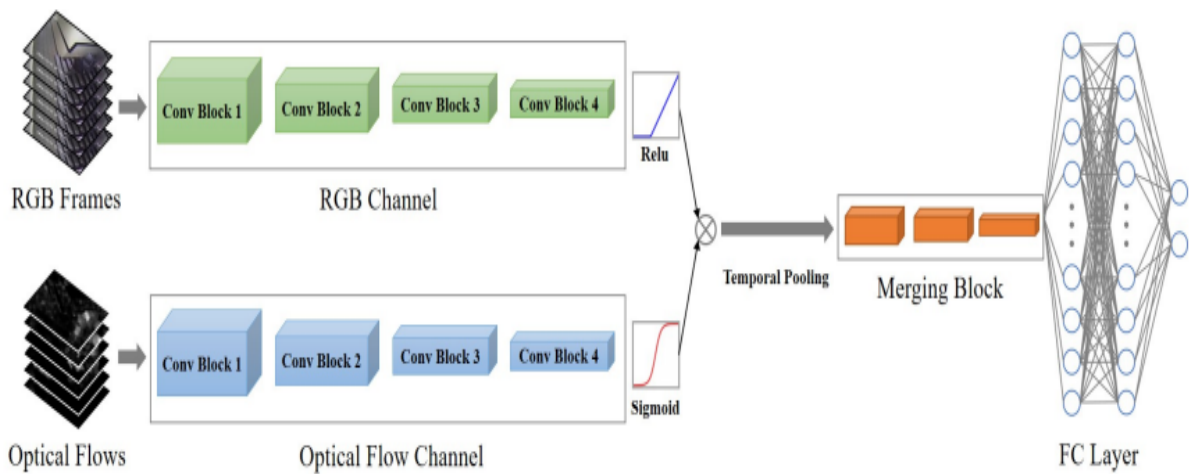 Conv Block 1
Conv Block 2
Conv Block 3
Conv Block 4
Relu
RGB Frames
RGB Channel
Temporal Pooling
Merging Block
Conv Block 1
Conv Block 2
Conv Block 3
Conv Block 4
Sigmoid
Optical Flows
Optical Flow Channel
FC Layer